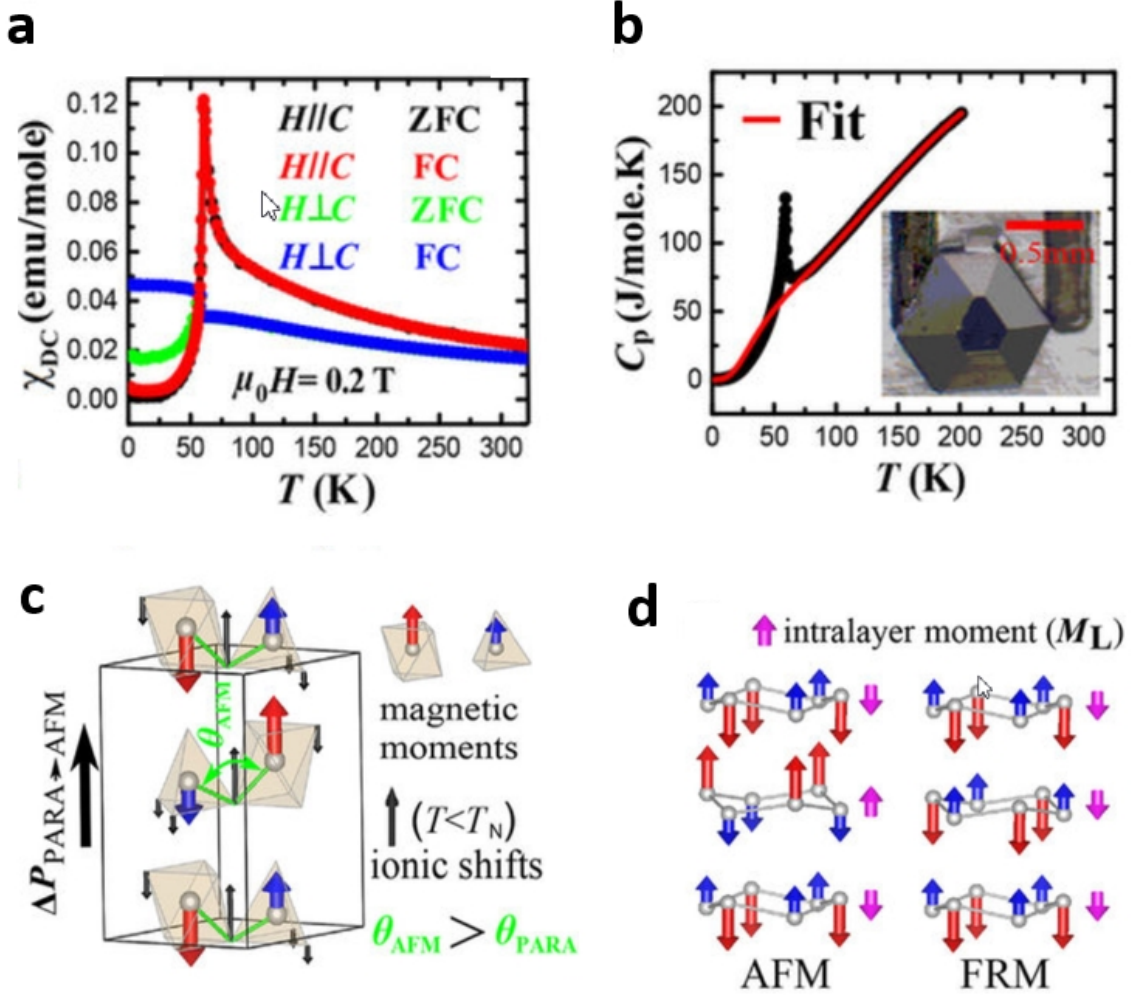 a
χDC (emu/mole)
0.12
0.10
0.08
0.06
0.04
0.02
0.00
H//C ZFC
H//C FC
H⊥C ZFC
H⊥C FC
μ0H= 0.2 T
0 50 100 150 200 250 300
T (K)
b
Cp (J/mole.K)
200
150
100
50
0
Fit
0.5mm
0 50 100 150 200 250 300
T (K)
c
ΔPPARA►AFM
θAFM
magnetic
moments
(T<TN)
ionic shifts
θAFM > θPARA
d
intralayer moment (ML)
AFM FRM